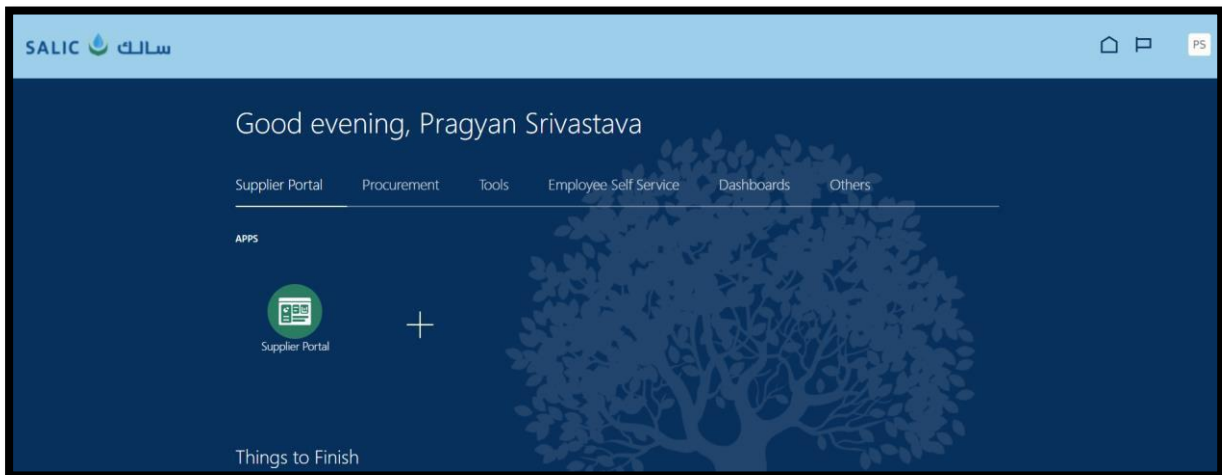 SALIC سالك
PS
Good evening, Pragyan Srivastava
Supplier Portal Procurement Tools Employee Self Service Dashboards Others
APPS
Supplier Portal
Things to Finish